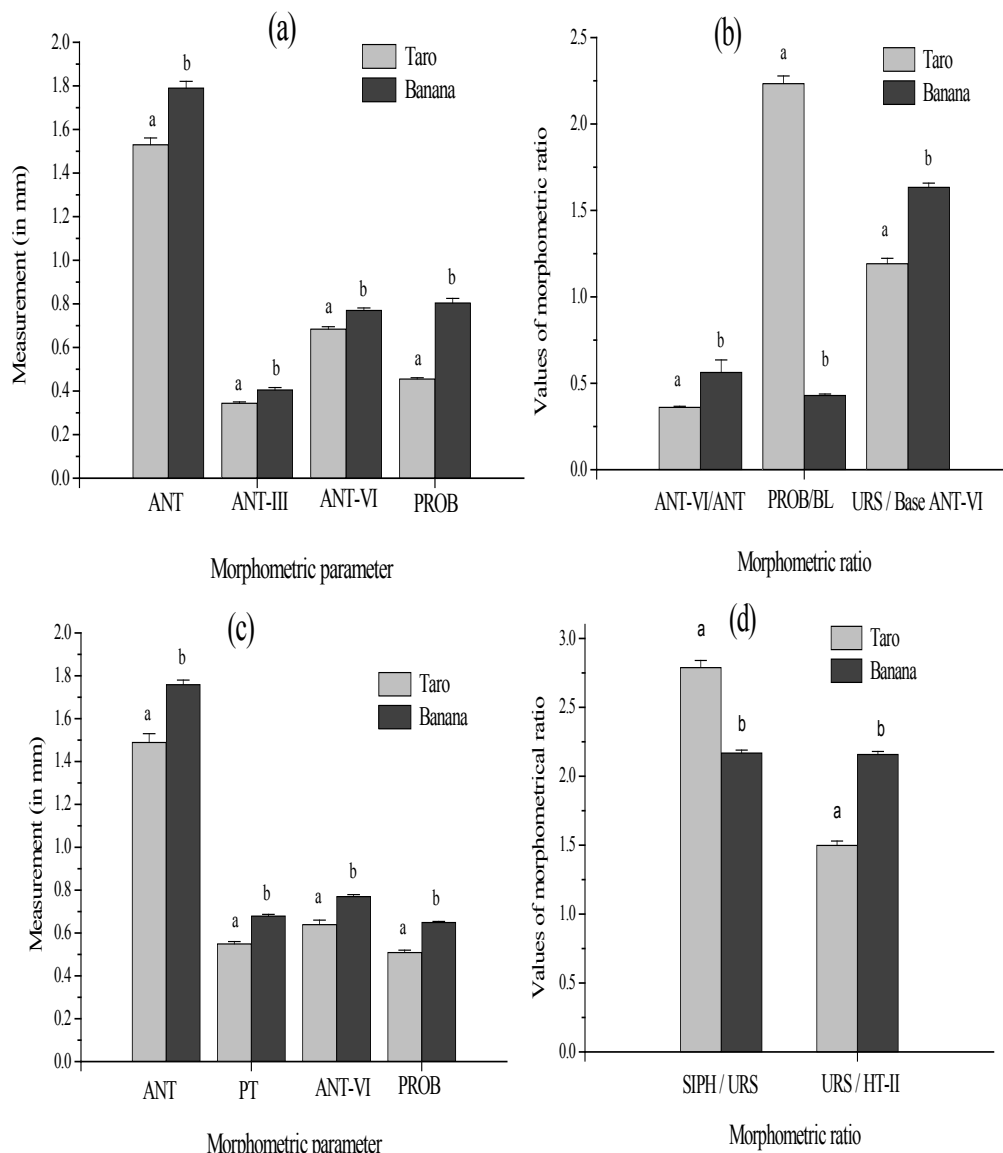 (a)
Taro
Banana
Measurement (in mm)
2.0
1.8
1.6
1.4
1.2
1.0
0.8
0.6
0.4
0.2
0.0
a
b
a
b
a
b
a
b
ANT
ANT-III
ANT-VI
PROB
Morphometric parameter
(b)
Taro
Banana
Values of morphometric ratio
2.5
2.0
1.5
1.0
0.5
0.0
a
b
a
b
a
b
ANT-VI/ANT
PROB/BL
URS / Base ANT-VI
Morphometric ratio
(c)
Taro
Banana
Measurement (in mm)
2.0
1.8
1.6
1.4
1.2
1.0
0.8
0.6
0.4
0.2
0.0
a
b
a
b
a
b
a
b
ANT
PT
ANT-VI
PROB
Morphometric parameter
(d)
Taro
Banana
Values of morphometrical ratio
3.0
2.5
2.0
1.5
1.0
0.5
0.0
a
b
a
b
SIPH / URS
URS / HT-II
Morphometric ratio